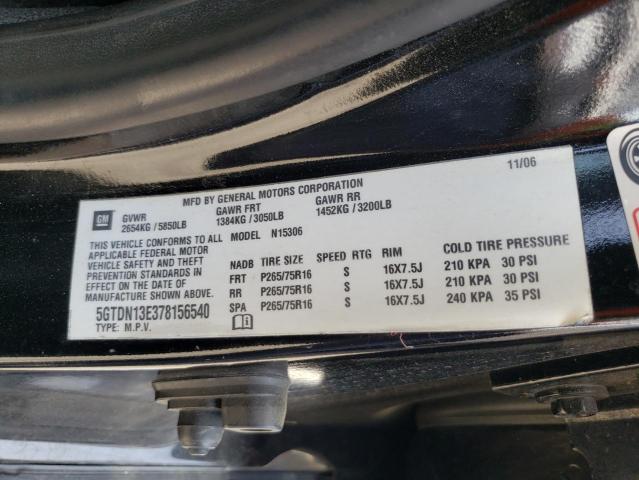 MFD BY GENERAL MOTORS CORPORATION
11/06
GM
GVWR GAWR FRT GAWR RR
2654KG / 5850LB 1384KG / 3050LB 1452KG / 3200LB
THIS VEHICLE CONFORMS TO ALL MODEL N15306
APPLICABLE FEDERAL MOTOR
VEHICLE SAFETY AND THEFT
PREVENTION STANDARDS IN
EFFECT ON THE DATE OF
MANUFACTURE SHOWN ABOVE.
5GTDN13E378156540
TYPE: M.P.V.
NADB TIRE SIZE SPEED RTG RIM COLD TIRE PRESSURE
FRT P265/75R16 S 16X7.5J 210 KPA 30 PSI
RR P265/75R16 S 16X7.5J 210 KPA 30 PSI
SPA P265/75R16 S 16X7.5J 240 KPA 35 PSI